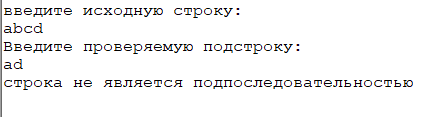 введите исходную строку:
abcd
Введите проверяемую подстроку:
ad
строка не является подпоследовательностью